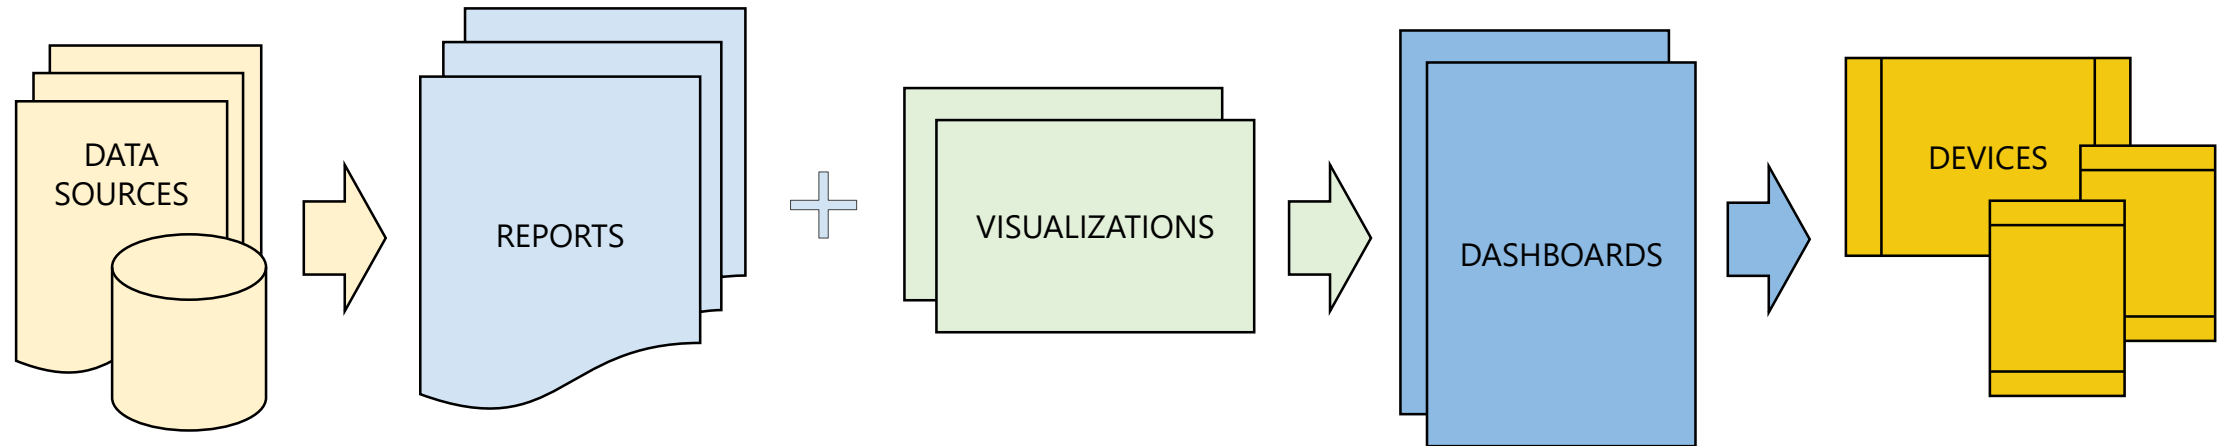 DATA
SOURCES
REPORTS
VISUALIZATIONS
DASHBOARDS
DEVICES